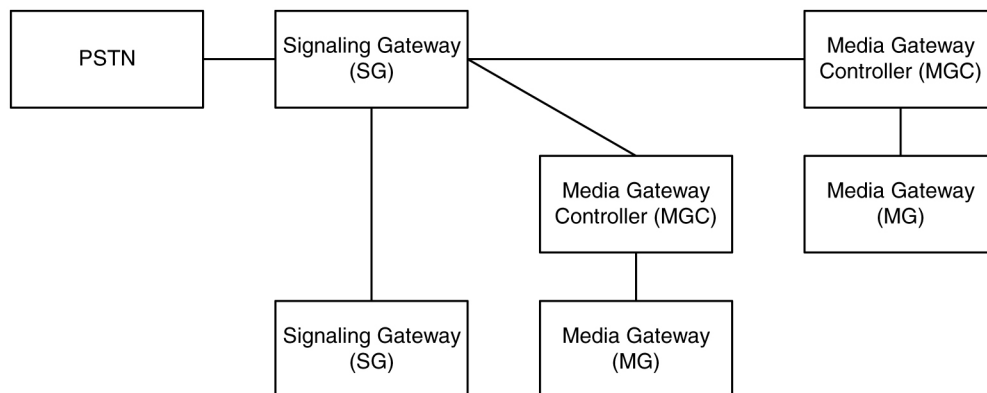 PSTN
Signaling Gateway
(SG)
Media Gateway
Controller (MGC)
Media Gateway
Controller (MGC)
Media Gateway
(MG)
Signaling Gateway
(SG)
Media Gateway
(MG)